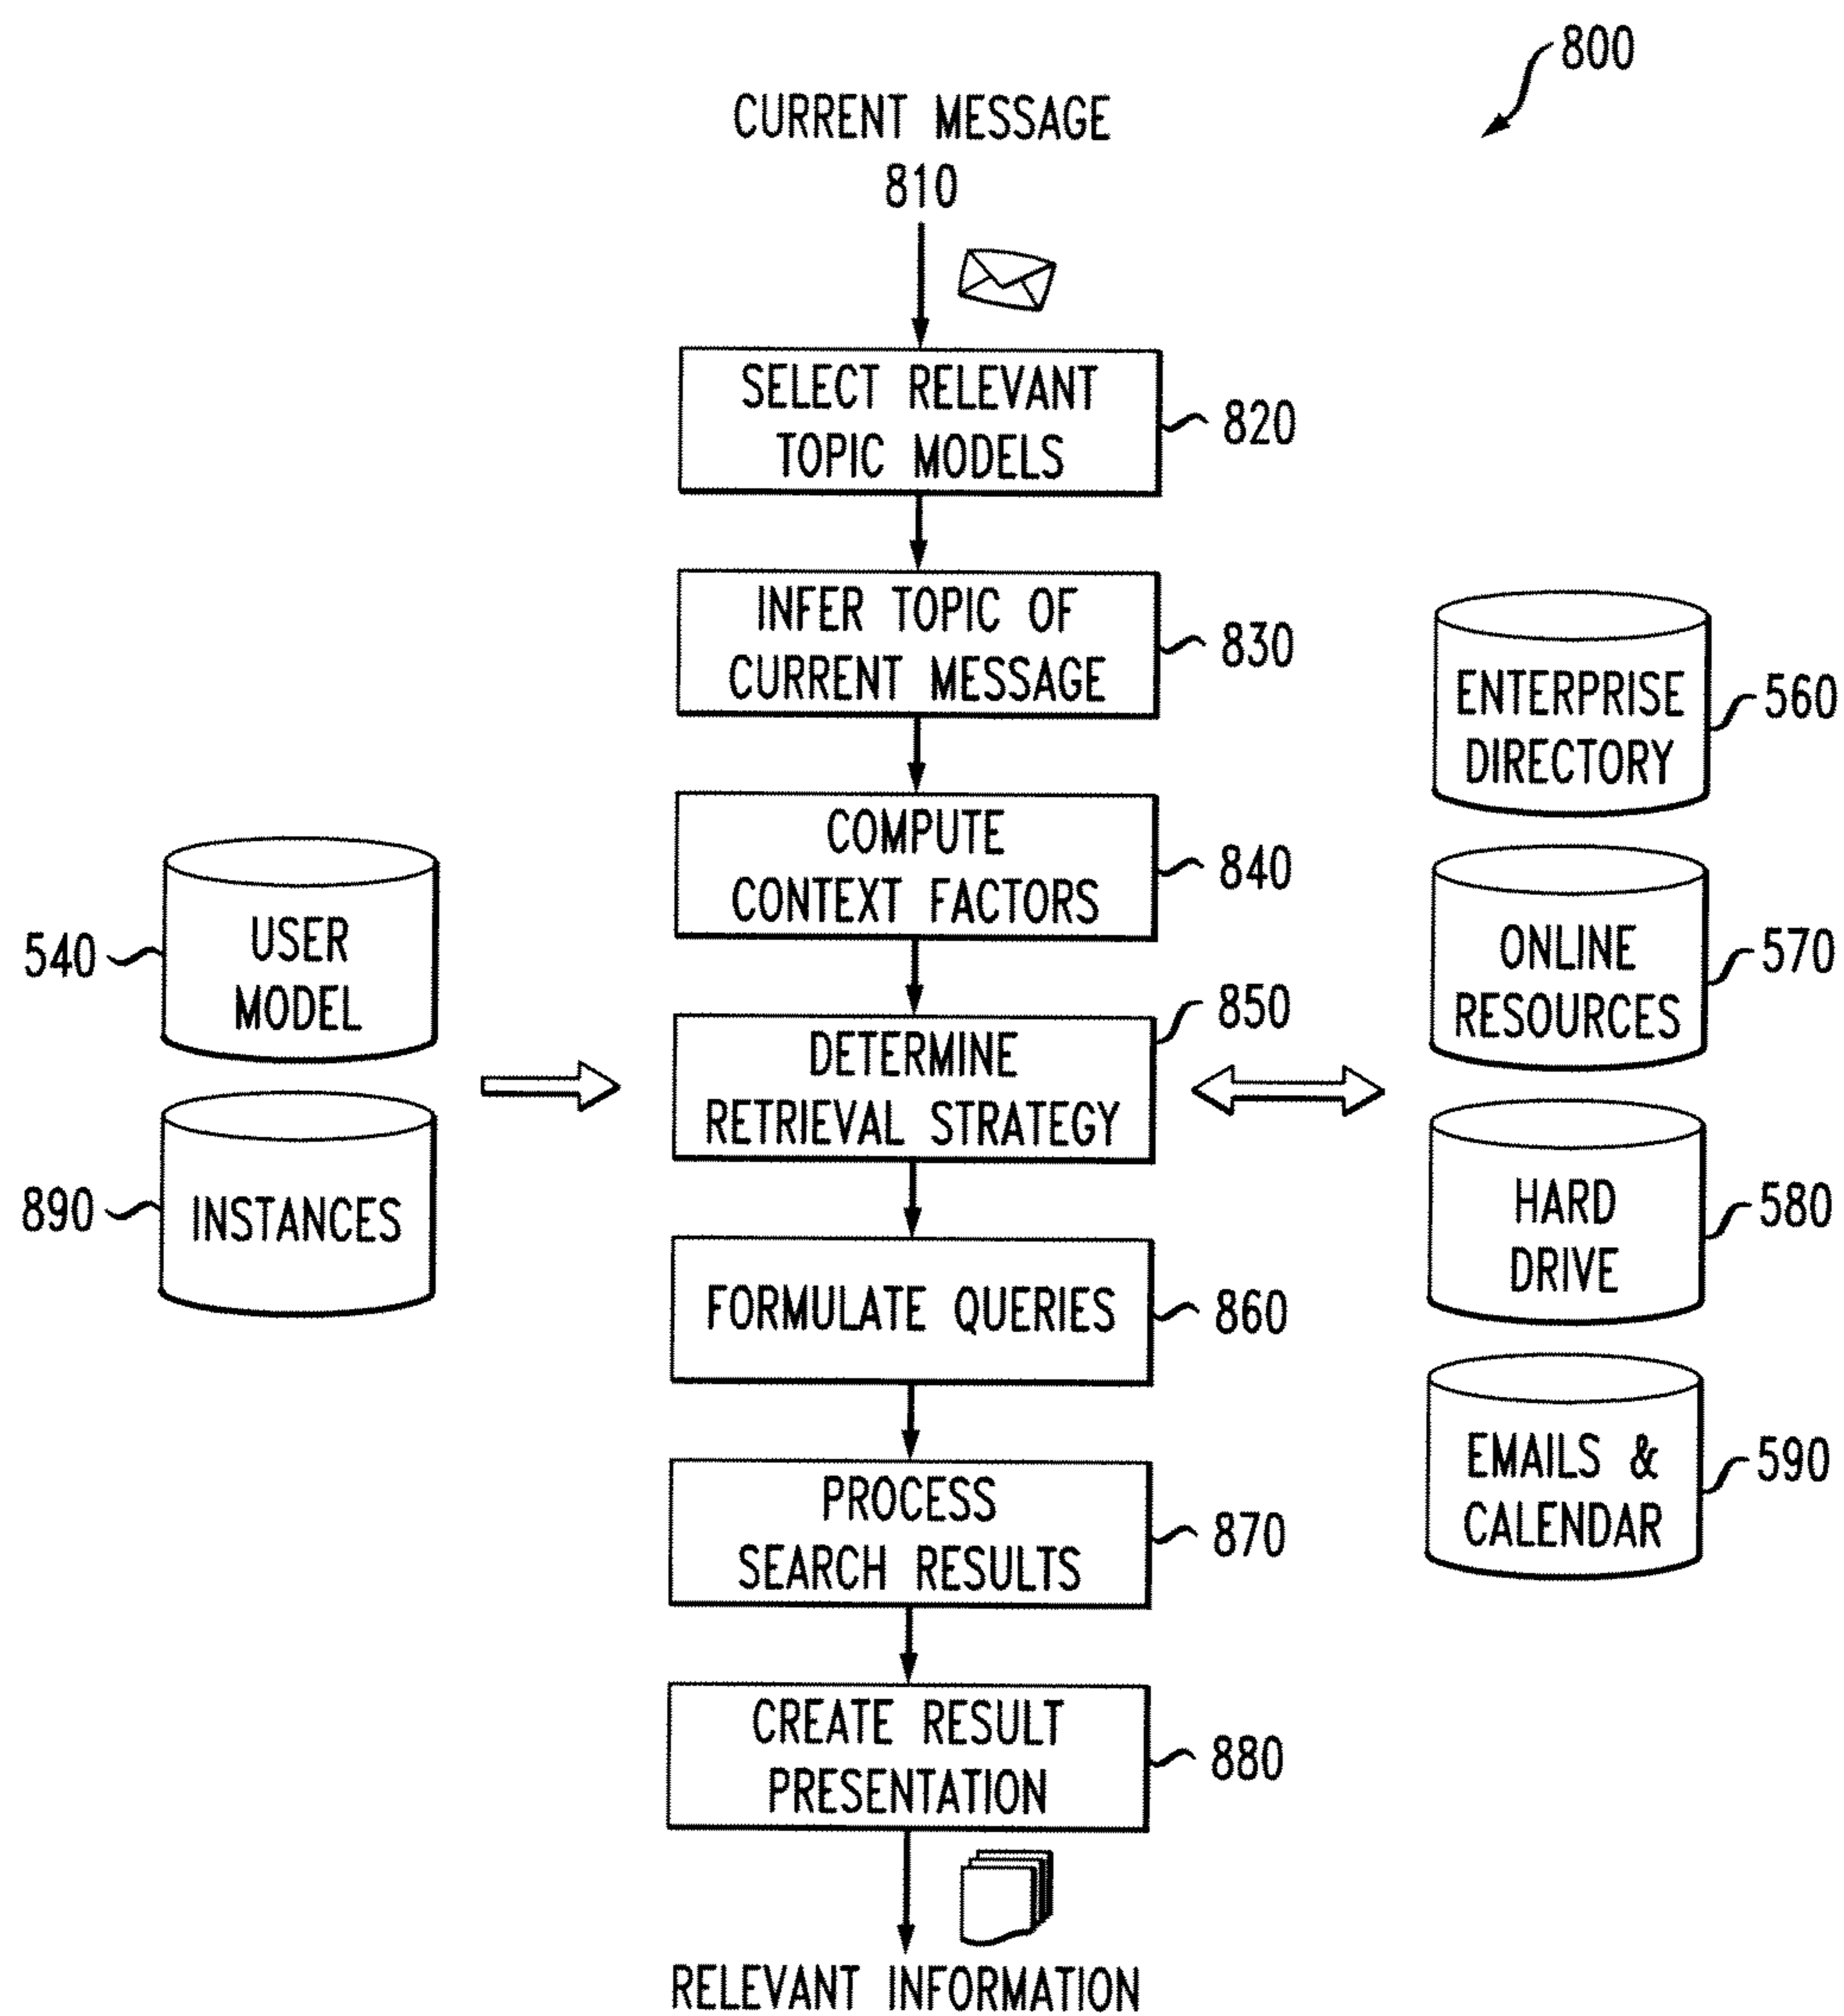 800
CURRENT MESSAGE
810
SELECT RELEVANT
TOPIC MODELS
820
INFER TOPIC OF
CURRENT MESSAGE
830
COMPUTE
CONTEXT FACTORS
840
DETERMINE
RETRIEVAL STRATEGY
850
FORMULATE QUERIES
860
PROCESS
SEARCH RESULTS
870
CREATE RESULT
PRESENTATION
880
RELEVANT INFORMATION
540
USER
MODEL
890
INSTANCES
ENTERPRISE
DIRECTORY
560
ONLINE
RESOURCES
570
HARD
DRIVE
580
EMAILS &
CALENDAR
590